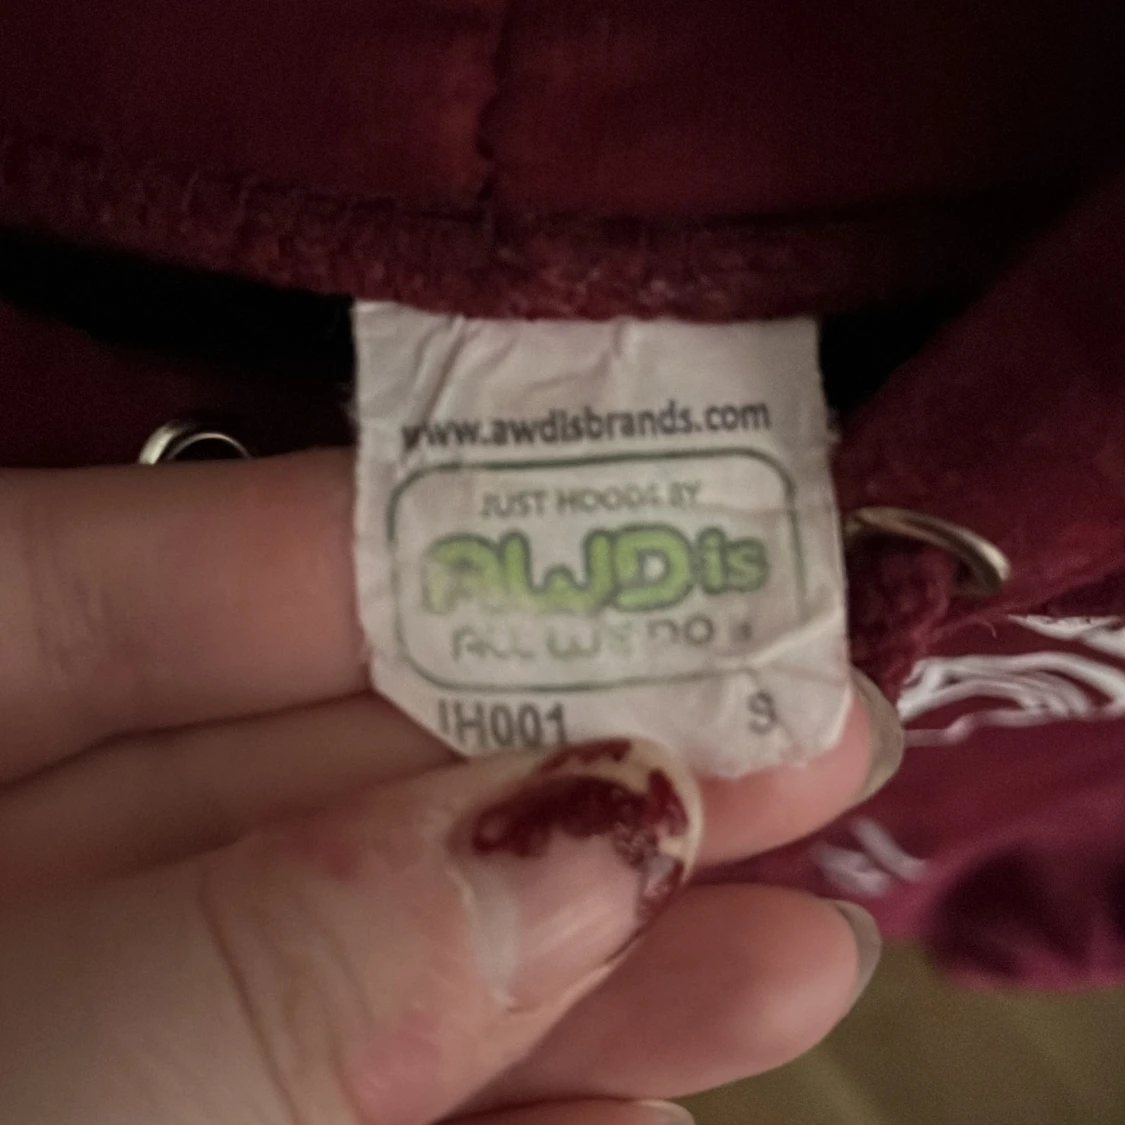 www.awdisbrands.com
JUST HOODS BY
AWDis
ALL WE DO is
JH001 S